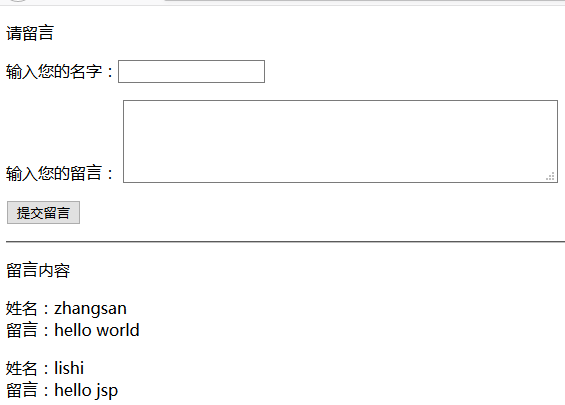 请留言
输入您的名字：
输入您的留言：
提交留言
留言内容
姓名：zhangsan
留言：hello world
姓名：lishi
留言：hello jsp